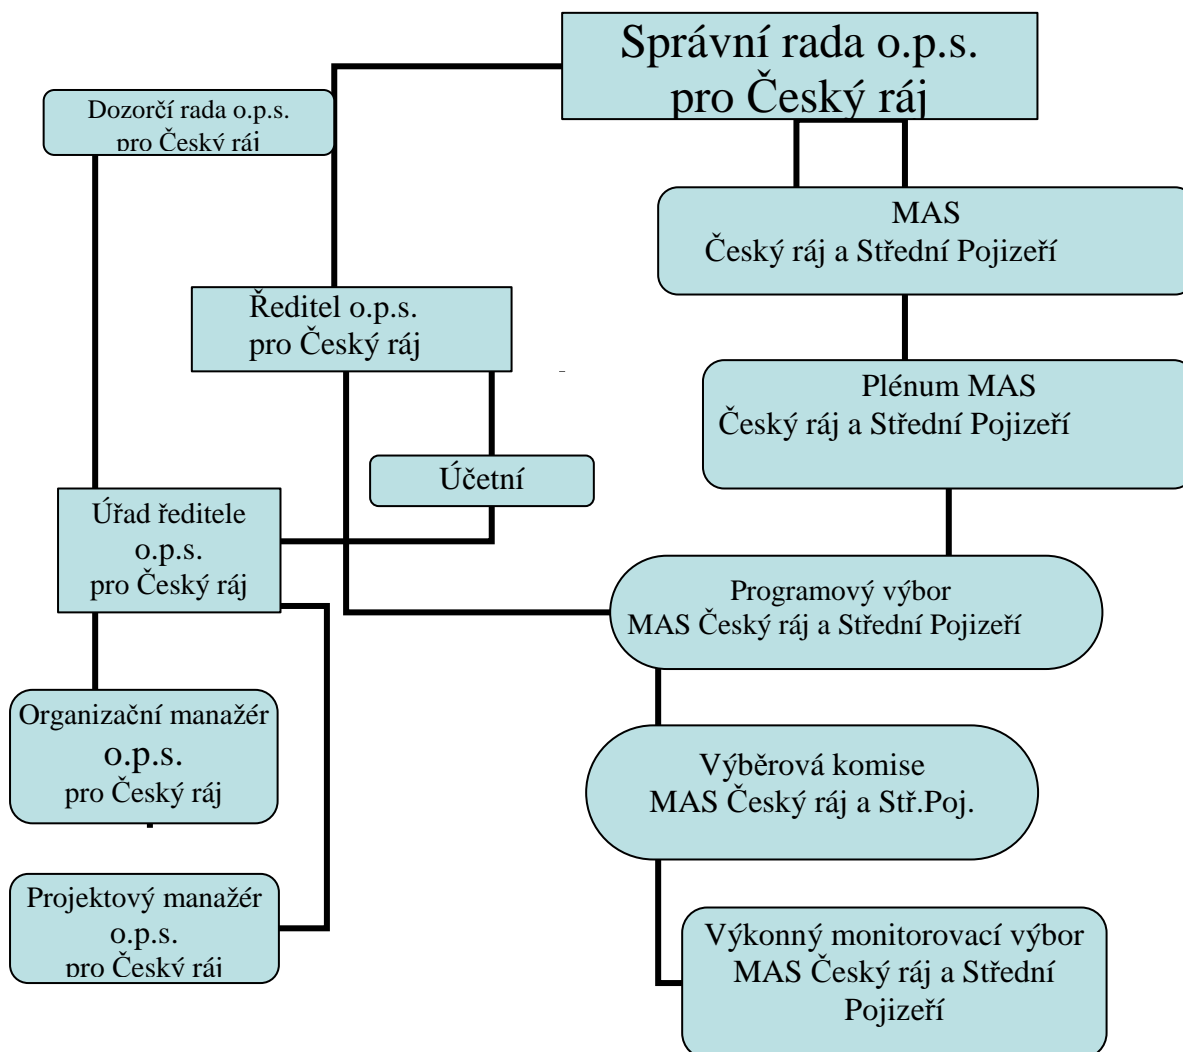 Správní rada o.p.s.
pro Český ráj
Dozorčí rada o.p.s.
pro Český ráj
MAS
Český ráj a Střední Pojizeří
Ředitel o.p.s.
pro Český ráj
Plénum MAS
Český ráj a Střední Pojizeří
Účetní
Úřad ředitele
o.p.s.
pro Český ráj
Programový výbor
MAS Český ráj a Střední Pojizeří
Organizační manažér
o.p.s.
pro Český ráj
Výběrová komise
MAS Český ráj a Stř.Poj.
Projektový manažér
o.p.s.
pro Český ráj
Výkonný monitorovací výbor
MAS Český ráj a Střední
Pojizeří